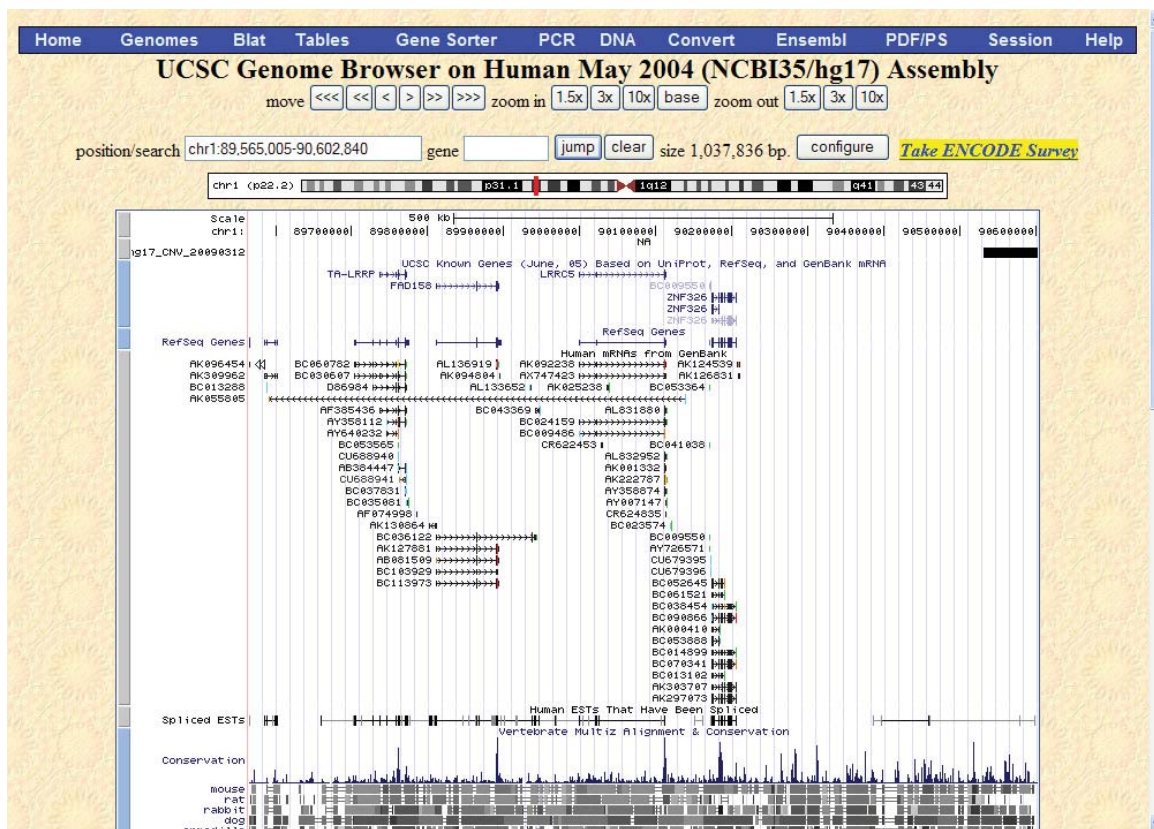 Home Genomes Blat Tables Gene Sorter PCR DNA Convert Ensembl PDF/PS Session Help
UCSC Genome Browser on Human May 2004 (NCBI35/hg17) Assembly
move <<< << < > >> >>> zoom in 1.5x 3x 10x base zoom out 1.5x 3x 10x
position/search chr1:89,565,005-90,602,840 gene jump clear size 1,037,836 bp. configure Take ENCODE Survey
chr1 (p22.2) p31.1 1q12 q41 43 44
Scale 500 kb
chr1: 89700000 89800000 89900000 90000000 90100000 90200000 90300000 90400000 90500000 90600000
NA
hg17_CNV_20090312
UCSC Known Genes (June, 05) Based on UniProt, RefSeq, and GenBank mRNA
TA-LRRP LRRC5
FAD158 BC009550
ZNF326
ZNF326
ZNF326
RefSeq Genes
RefSeq Genes
Human mRNAs from GenBank
AK096454 BC060782 AL136919 AK092238 AK124539
AK309962 BC030607 AK094804 AX747423 AK126831
BC013288 D86984 AL133652 AK025238 BC053364
AK055805
AF385436 BC043369 AL831880
AY358112 BC024159
AY640232 BC009486
BC053565 CR622453 BC041038
CU688940 AL832952
AB384447 AK001332
CU688941 AK222787
BC037831 AY358874
BC035081 AY007147
AF074998 CR624835
AK130864 BC023574
BC036122 BC009550
AK127881 AY726571
AB081509 CU679395
BC103929 CU679396
BC113973 BC052645
BC061521
BC038454
BC090866
AK000410
BC053888
BC014899
BC070341
BC013102
AK303707
AK297073
Human ESTs That Have Been Spliced
Spliced ESTs
Vertebrate Multiz Alignment & Conservation
Conservation
mouse
rat
rabbit
dog